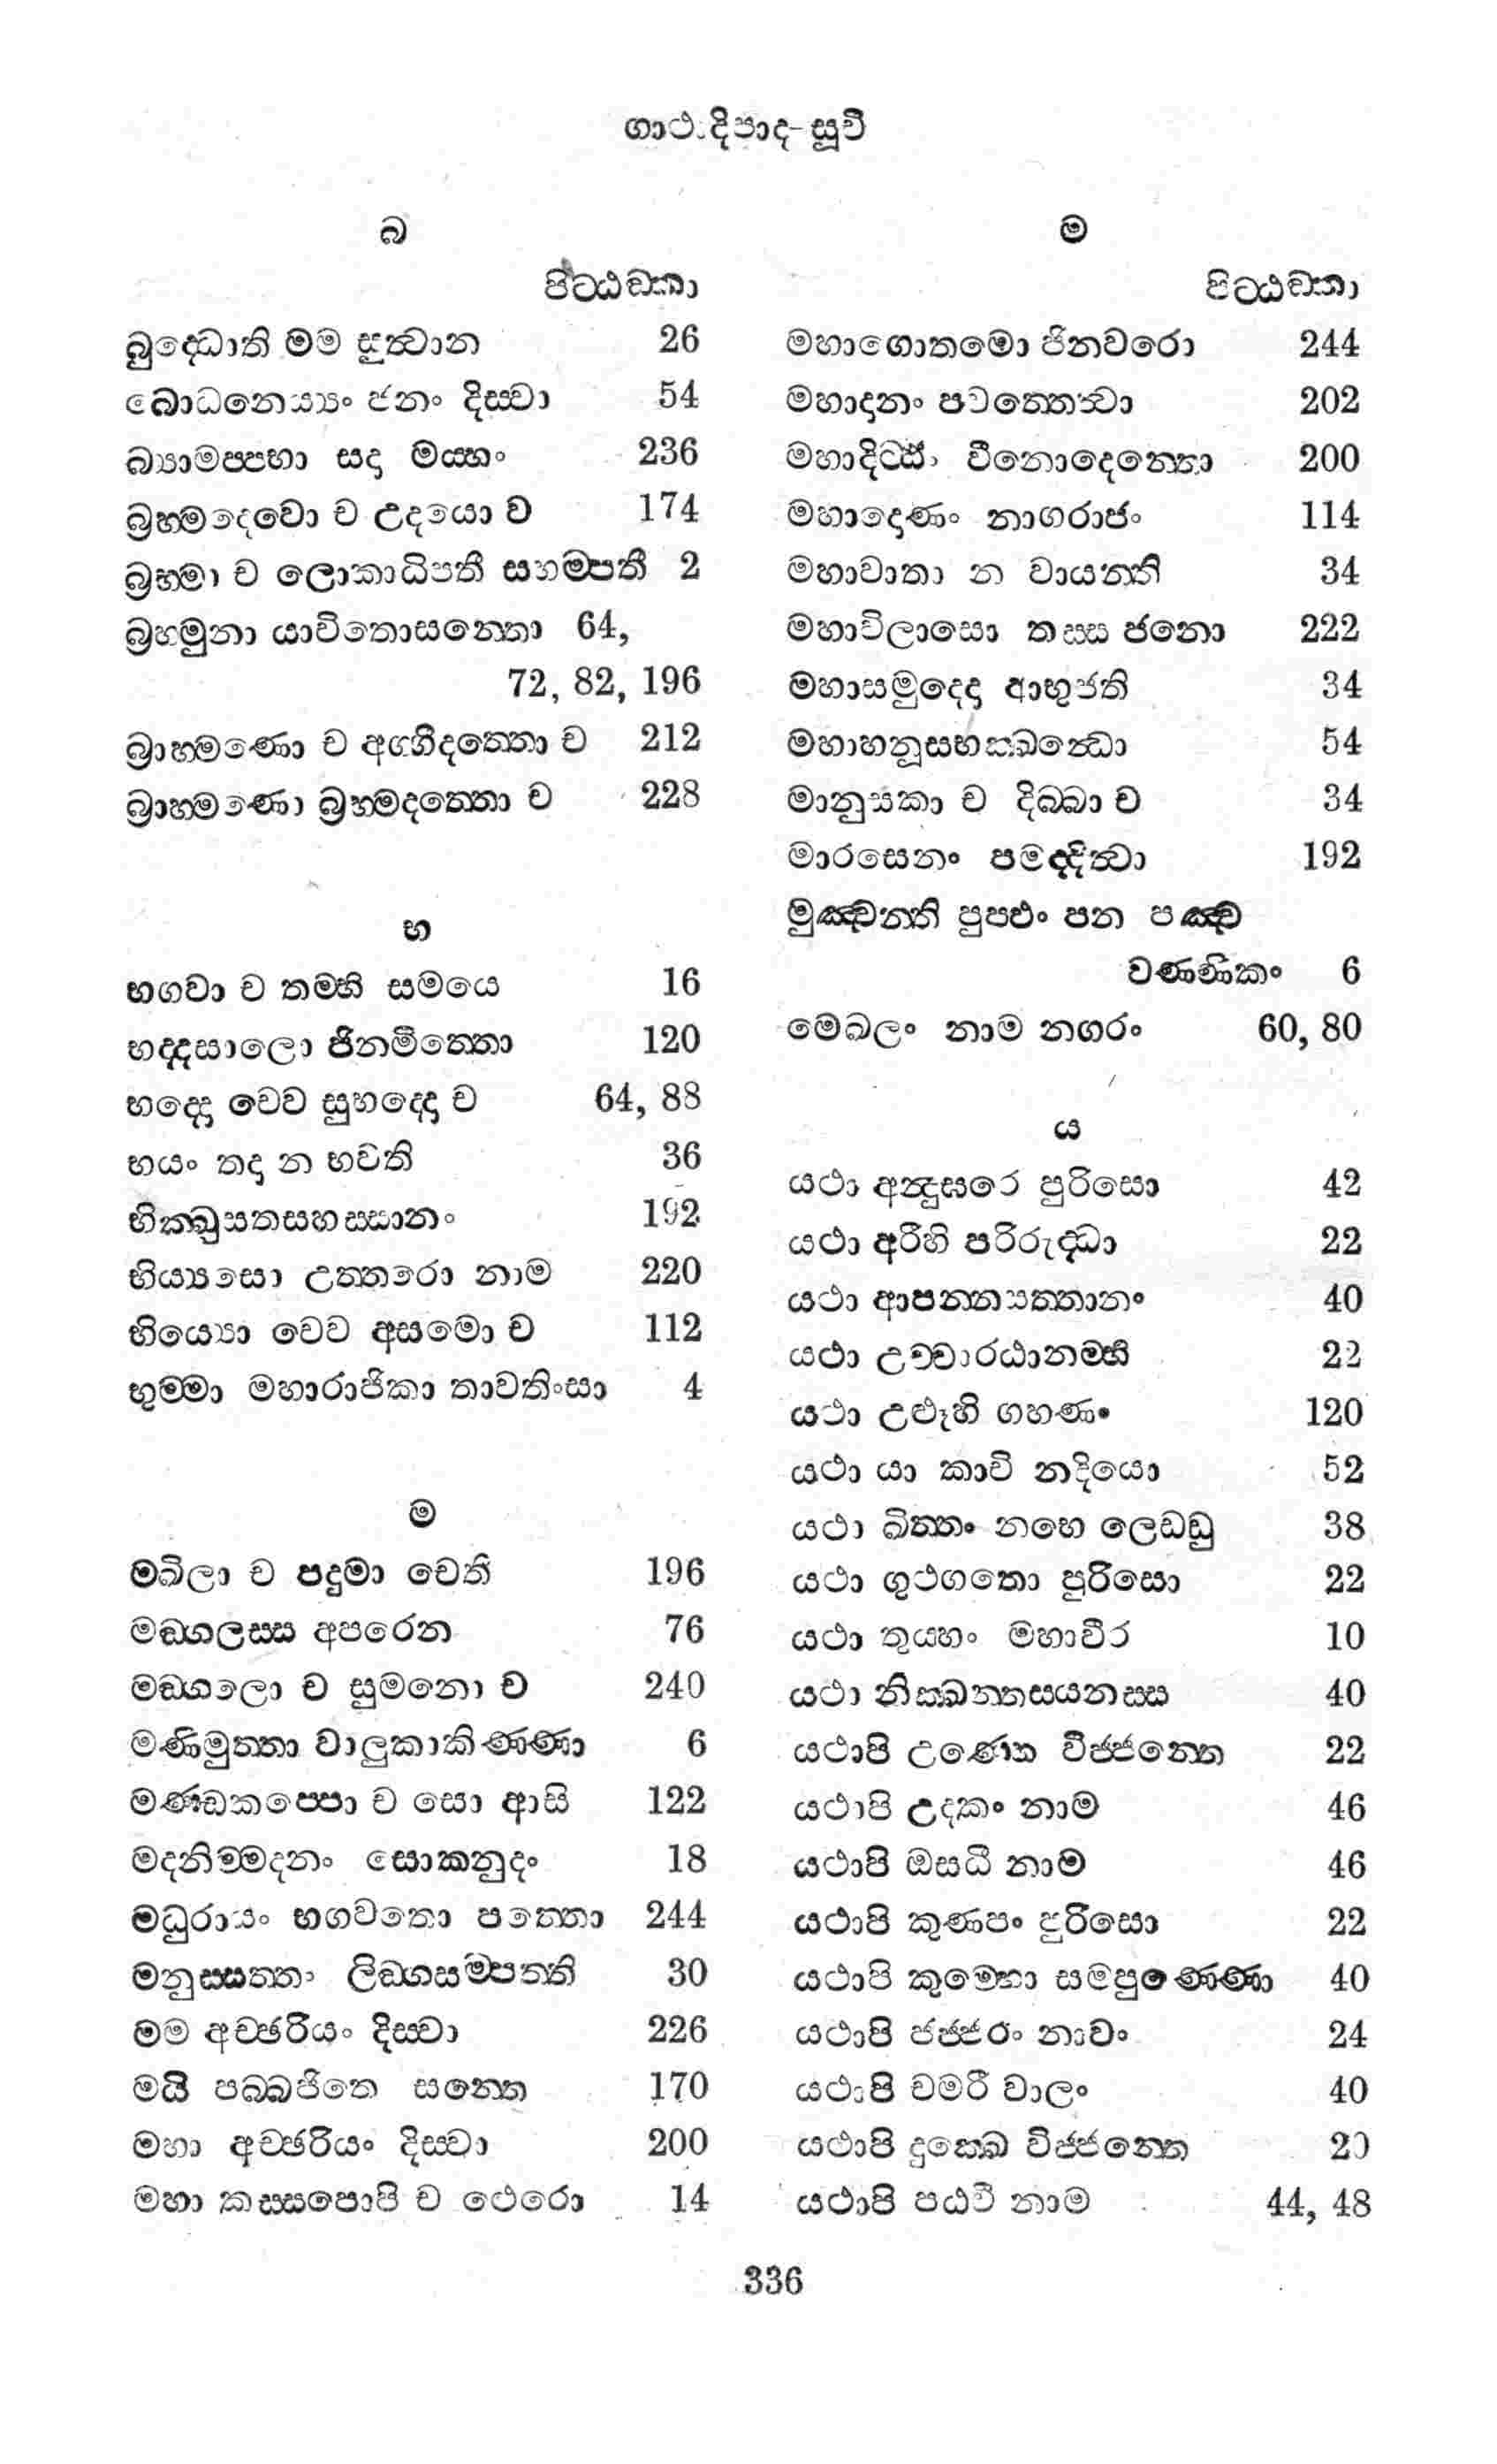 ගාථාදිපාද-සූචි
බ
පිට්ඨඞ්කා
බුද්ධොති මම සුත්වාන 26
බොධනෙය්‍යං ජනං දිස්වා 54
බ්‍යාමප්පභා සදා මය්හං 236
බ්‍රහ්මදෙවො ච උදයො ච 174
බ්‍රහ්මා ච ලොකාධිපතී සහම්පතී 2
බ්‍රහ්මුනා යාචිතොසන්තො 64,
72, 82, 196
බ්‍රාහ්මණො ච අග්ගිදත්තො ච 212
බ්‍රාහ්මණො බ්‍රහ්මදත්තො ච 228
භ
භගවා ච තම්හි සමයෙ 16
භද්දසාලො ජිනමිත්තො 120
භද්දො චෙව සුභද්දො ච 64, 88
භයං තදා න භවති 36
භික්ඛුසතසහස්සානං 192
භිය්‍යසො උත්තරො නාම 220
භිය්‍යො චෙව අසමො ච 112
භුම්මා මහාරාජිකා තාවතිංසා 4
ම
මඛිලා ච පදුමා චෙති 196
මඞ්ගලස්ස අපරෙන 76
මඞ්ගලො ච සුමනො ච 240
මණිමුත්තා වාලුකාකිණ්ණා 6
මණ්ඩකප්පො ච සො ආසි 122
මදනිම්මදනං සොකනුදං 18
මධුරායං භගවතො පත්තො 244
මනුස්සත්තං ලිඞ්ගසම්පත්ති 30
මම අච්ඡරියං දිස්වා 226
මයි පබ්බජිතෙ සන්තෙ 170
මහා අච්ඡරියං දිස්වා 200
මහා කස්සපොපි ච ථෙරො 14
ම
පිට්ඨඞ්කා
මහාගොතමො ජිනවරො 244
මහාදානං පවත්තෙත්වා 202
මහාදිට්ඨිං විනොදෙන්තො 200
මහාදොණං නාගරාජං 114
මහාවාතා න වායන්ති 34
මහාවිලාසො තස්ස ජනො 222
මහාසමුද්දො ආභුජති 34
මහාහනූසභක්ඛන්ධො 54
මානුසකා ච දිබ්බා ච 34
මාරසෙනං පමද්දිත්වා 192
මුඤ්චන්ති පුප්ඵං පන පඤ්ච
වණ්ණිකං 6
මෙඛලං නාම නගරං 60, 80
ය
යථා අන්දුඝරෙ පුරිසො 42
යථා අරීහි පරිරුද්ධො 22
යථා ආපන්නසත්තානං 40
යථා උච්චාරඨානම්හි 22
යථා උළූහි ගහණං 120
යථා යා කාචි නදියො 52
යථා ඛිත්තං නභෙ ලෙඩ්ඩු 38
යථා ගූථගතො පුරිසො 22
යථා තුය්හං මහාවීර 10
යථා නික්ඛන්තසයනස්ස 40
යථාපි උණ්හෙ විජ්ජන්තෙ 22
යථාපි උදකං නාම 46
යථාපි ඔසධී නාම 46
යථාපි කුණපං පුරිසො 22
යථාපි කුම්භො සම්පුණ්ණො 40
යථාපි ජජ්ජරං නාවං 24
යථාපි චමරී වාලං 40
යථාපි දුක්ඛෙ විජ්ජන්තෙ 20
යථාපි පඨවී නාම 44, 48
336